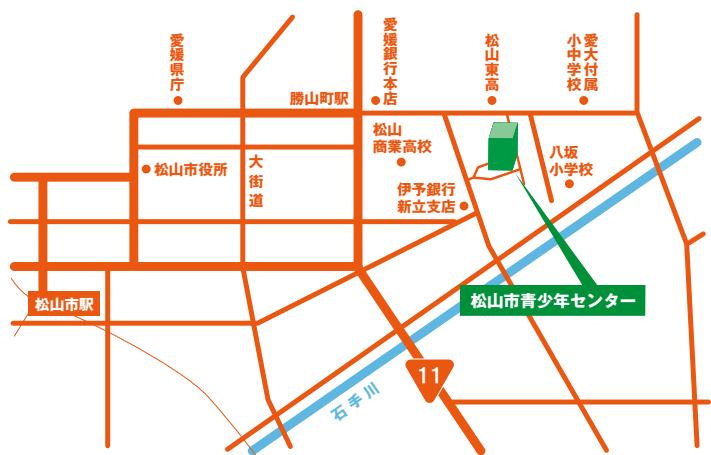 愛媛県庁
愛媛銀行本店
松山東高
愛大付属
小中学校
勝山町駅
松山
商業高校
八坂
小学校
松山市役所
大街道
伊予銀行
新立支店
松山市駅
松山市青少年センター
11
石手川